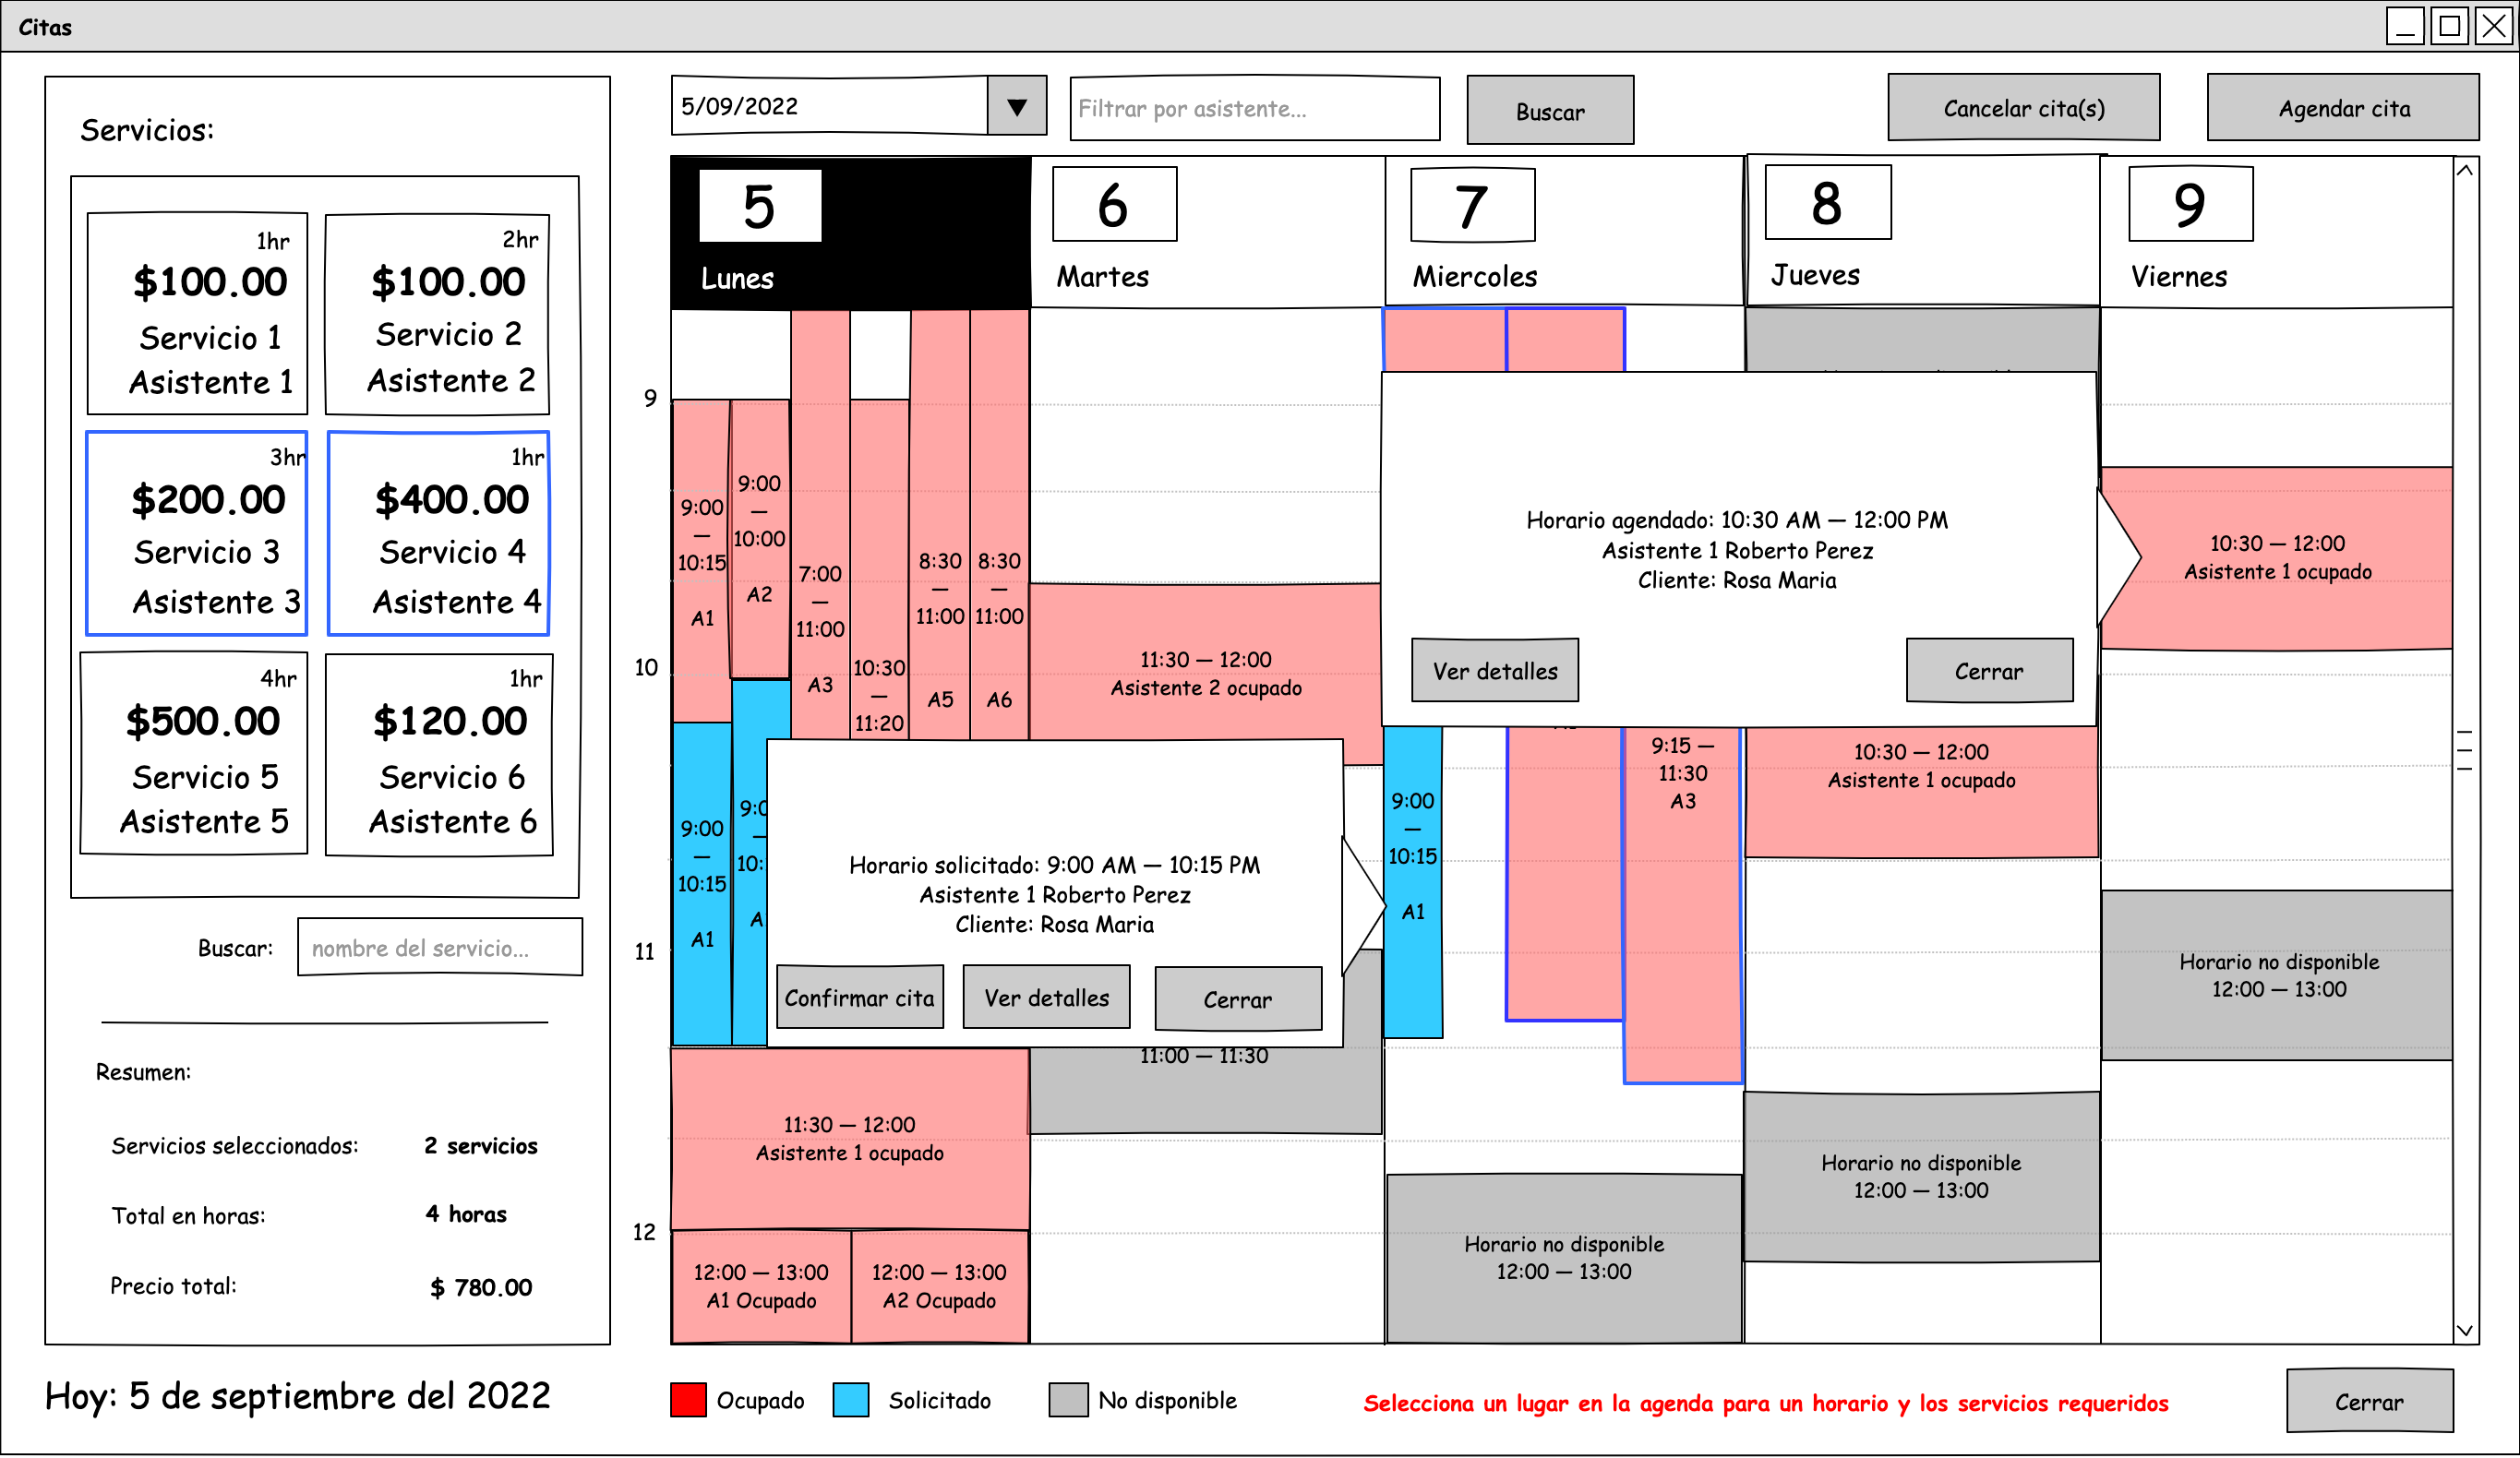 Citas
Servicios:
1hr
$100.00
Servicio 1
Asistente 1
2hr
$100.00
Servicio 2
Asistente 2
3hr
$200.00
Servicio 3
Asistente 3
1hr
$400.00
Servicio 4
Asistente 4
4hr
$500.00
Servicio 5
Asistente 5
1hr
$120.00
Servicio 6
Asistente 6
Buscar:
nombre del servicio...
Resumen:
Servicios seleccionados: 2 servicios
Total en horas: 4 horas
Precio total: $ 780.00
Hoy: 5 de septiembre del 2022
5/09/2022
Filtrar por asistente...
Buscar
Cancelar cita(s)
Agendar cita
5
Lunes
6
Martes
7
Miercoles
8
Jueves
9
Viernes
9
10
11
12
9:00
—
10:15
A1
9:00
—
10:00
A2
7:00
—
11:00
A3
10:30
—
11:20
8:30
—
11:00
A5
8:30
—
11:00
A6
9:00
—
10:15
A1
11:30 — 12:00
Asistente 1 ocupado
12:00 — 13:00
A1 Ocupado
12:00 — 13:00
A2 Ocupado
11:30 — 12:00
Asistente 2 ocupado
Horario solicitado: 9:00 AM — 10:15 PM
Asistente 1 Roberto Perez
Cliente: Rosa Maria
Confirmar cita
Ver detalles
Cerrar
11:00 — 11:30
Horario agendado: 10:30 AM — 12:00 PM
Asistente 1 Roberto Perez
Cliente: Rosa Maria
Ver detalles
Cerrar
9:00
—
10:15
A1
9:15 —
11:30
A3
Horario no disponible
12:00 — 13:00
10:30 — 12:00
Asistente 1 ocupado
Horario no disponible
12:00 — 13:00
10:30 — 12:00
Asistente 1 ocupado
Horario no disponible
12:00 — 13:00
Ocupado
Solicitado
No disponible
Selecciona un lugar en la agenda para un horario y los servicios requeridos
Cerrar